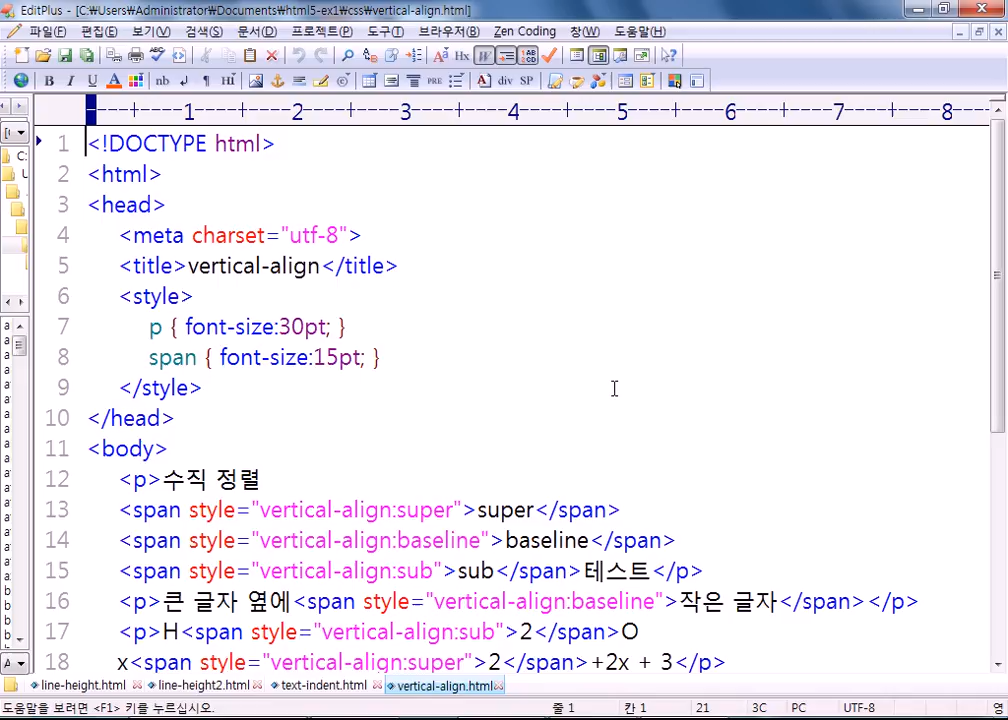 EditPlus - [C:₩Users₩Administrator₩Documents₩html5-ex1₩css₩vertical-align.html]
파일(F) 편집(E) 보기(V) 검색(S) 문서(D) 프로젝트(P) 도구(T) 브라우저(B) Zen Coding 창(W) 도움말(H)
1 2 3 4 5 6 7 8
1 <!DOCTYPE html>
2 <html>
3 <head>
4 <meta charset="utf-8">
5 <title>vertical-align</title>
6 <style>
7 p { font-size:30pt; }
8 span { font-size:15pt; }
9 </style>
10 </head>
11 <body>
12 <p>수직 정렬
13 <span style="vertical-align:super">super</span>
14 <span style="vertical-align:baseline">baseline</span>
15 <span style="vertical-align:sub">sub</span>테스트</p>
16 <p>큰 글자 옆에<span style="vertical-align:baseline">작은 글자</span></p>
17 <p>H<span style="vertical-align:sub">2</span>O
18 x<span style="vertical-align:super">2</span>+2x + 3</p>
line-height.html line-height2.html text-indent.html vertical-align.html
도움말을 보려면 <F1> 키를 누르십시오. 줄 1 칸 1 21 3C PC UTF-8